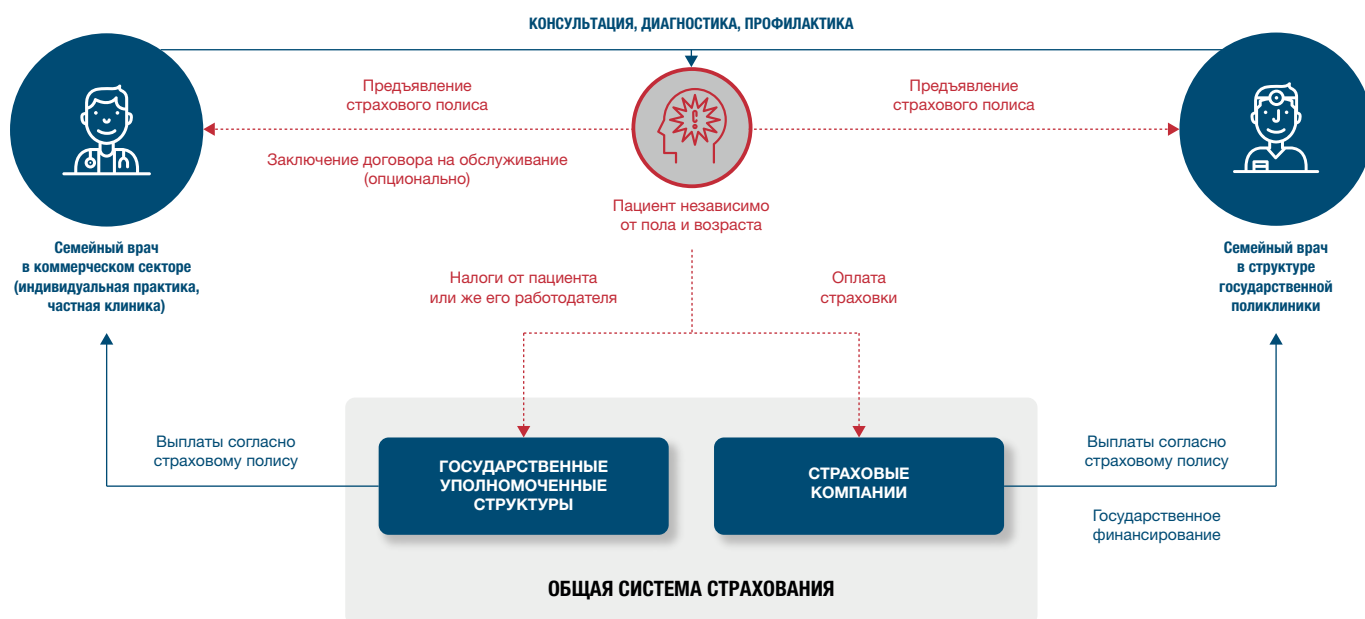 КОНСУЛЬТАЦИЯ, ДИАГНОСТИКА, ПРОФИЛАКТИКА
Предъявление
страхового полиса
Предъявление
страхового полиса
Заключение договора на обслуживание
(опционально)
Пациент независимо
от пола и возраста
Семейный врач
в коммерческом секторе
(индивидуальная практика,
частная клиника)
Семейный врач
в структуре
государственной
поликлиники
Налоги от пациента
или же его работодателя
Оплата
страховки
Выплаты согласно
страховому полису
ГОСУДАРСТВЕННЫЕ
УПОЛНОМОЧЕННЫЕ
СТРУКТУРЫ
СТРАХОВЫЕ
КОМПАНИИ
Выплаты согласно
страховому полису
Государственное
финансирование
ОБЩАЯ СИСТЕМА СТРАХОВАНИЯ